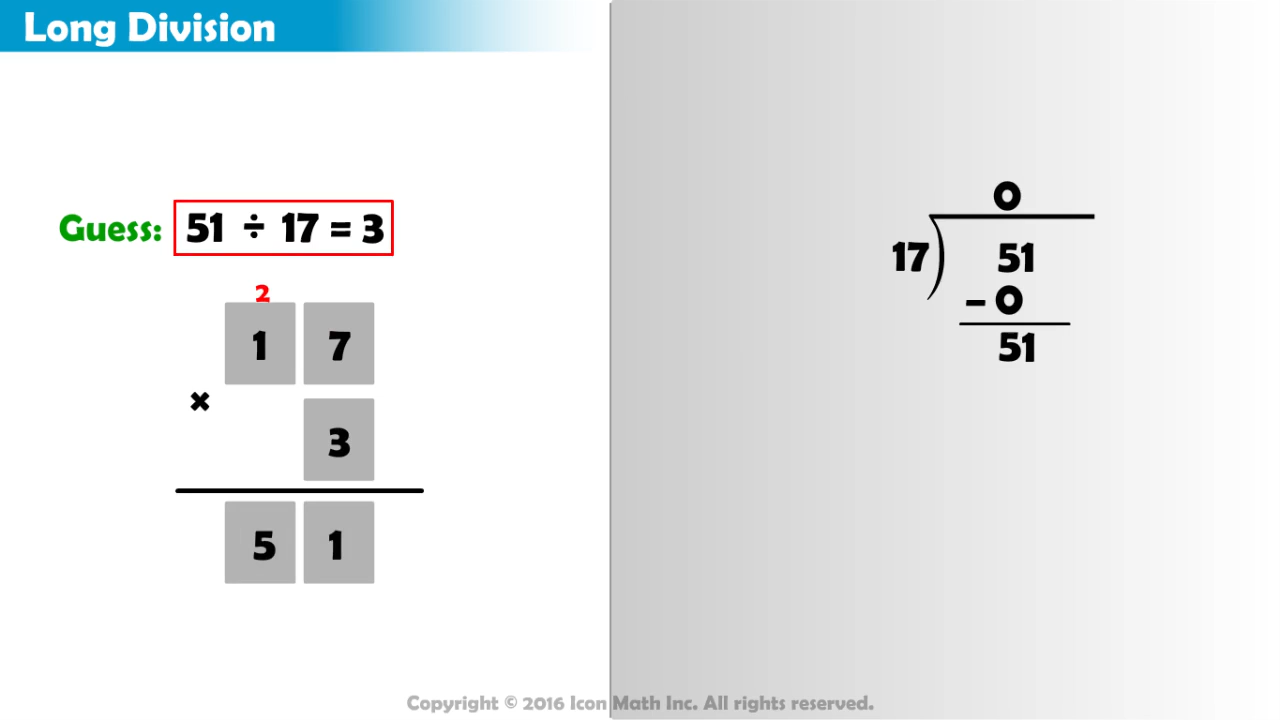 Long Division
Guess: 51 ÷ 17 = 3
2
1 7
× 3
5 1
0
17) 51
– 0
51
Copyright © 2016 Icon Math Inc. All rights reserved.